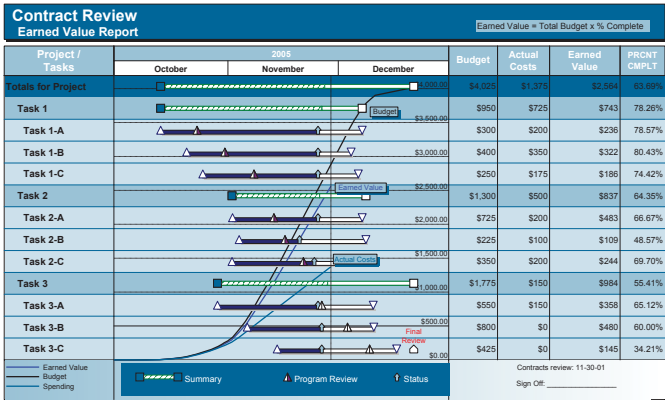 Contract Review
Earned Value Report
Earned Value = Total Budget x % Complete
Project / Tasks 2005 Budget Actual Costs Earned Value PRCNT CMPLT
October November December
Totals for Project $4,000.00 $4,025 $1,375 $2,564 63.69%
Task 1 $950 $725 $743 78.26%
Budget
$3,500.00
Task 1-A $300 $200 $236 78.57%
Task 1-B $3,000.00 $400 $350 $322 80.43%
Task 1-C $250 $175 $186 74.42%
Earned Value $2,500.00
Task 2 $1,300 $500 $837 64.35%
Task 2-A $2,000.00 $725 $200 $483 66.67%
Task 2-B $225 $100 $109 48.57%
$1,500.00
Task 2-C Actual Costs $350 $200 $244 69.70%
Task 3 $1,000.00 $1,775 $150 $984 55.41%
Task 3-A $550 $150 $358 65.12%
$500.00
Task 3-B $800 $0 $480 60.00%
Final Review
Task 3-C $0.00 $425 $0 $145 34.21%
Earned Value
Budget
Spending
Summary Program Review Status
Contracts review: 11-30-01
Sign Off: _______________